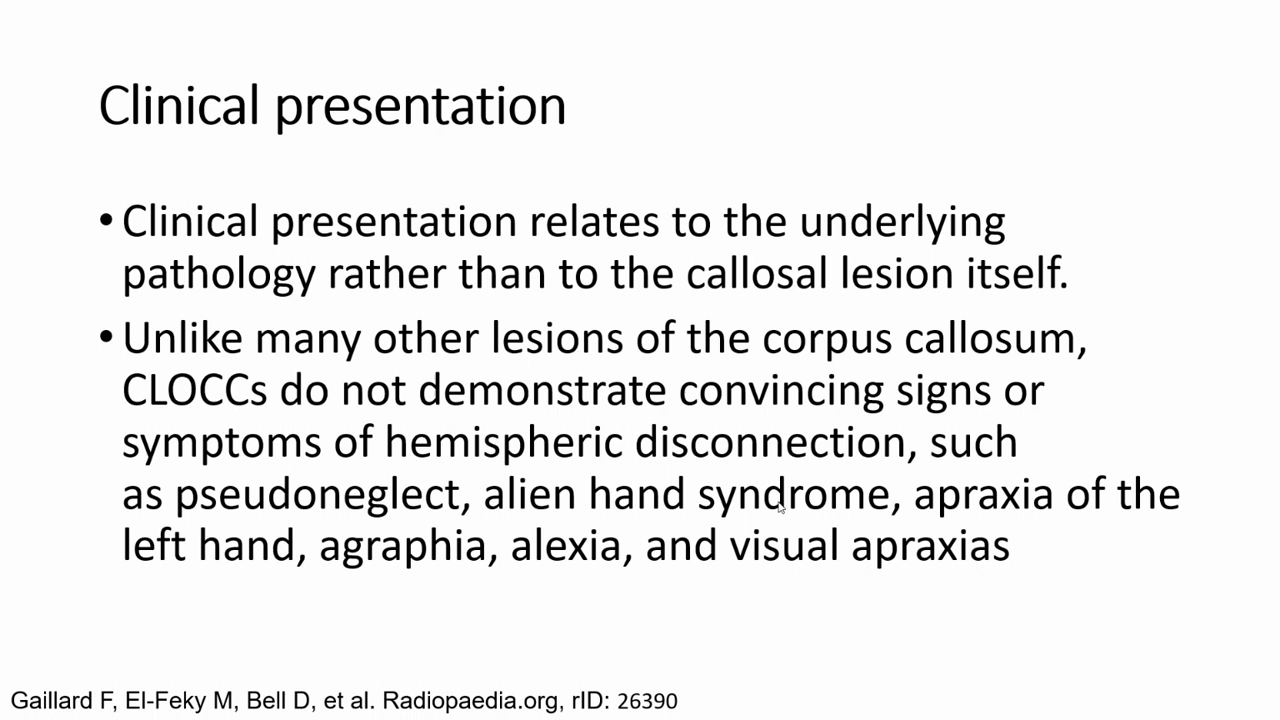 Clinical presentation
• Clinical presentation relates to the underlying
pathology rather than to the callosal lesion itself.
• Unlike many other lesions of the corpus callosum,
CLOCCs do not demonstrate convincing signs or
symptoms of hemispheric disconnection, such
as pseudoneglect, alien hand syndrome, apraxia of the
left hand, agraphia, alexia, and visual apraxias
Gaillard F, El-Feky M, Bell D, et al. Radiopaedia.org, rID: 26390